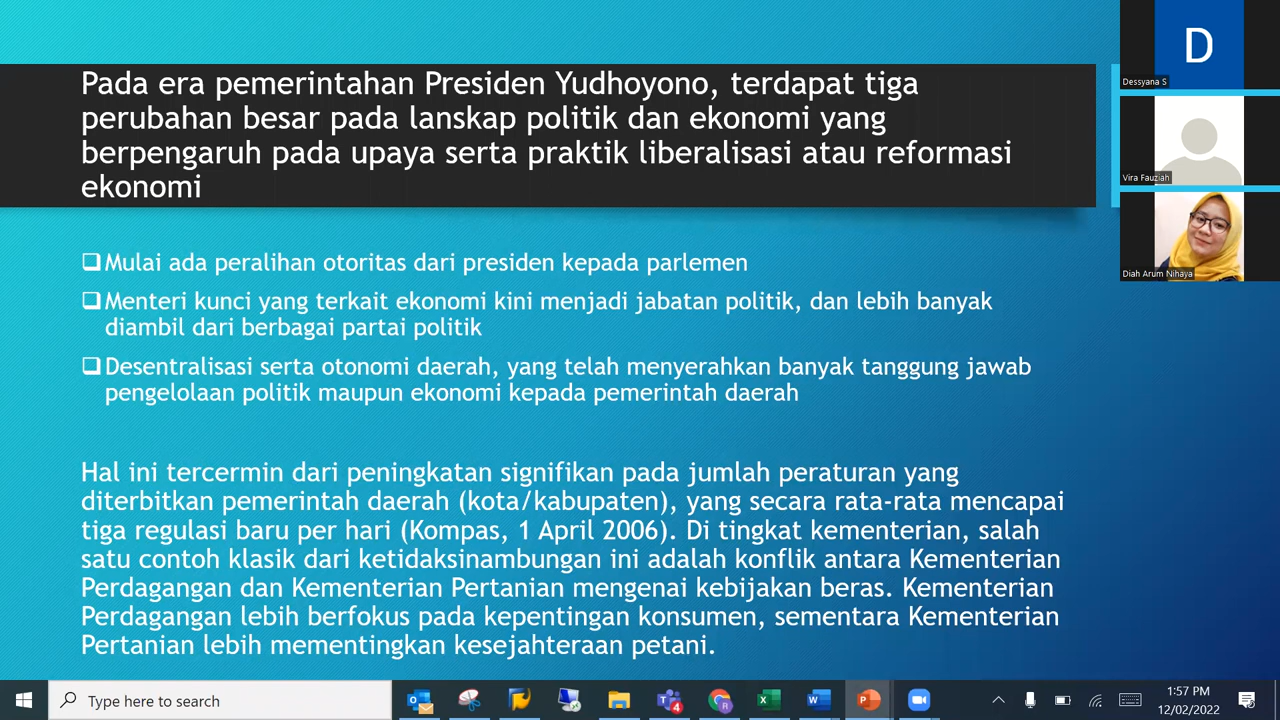 Pada era pemerintahan Presiden Yudhoyono, terdapat tiga
perubahan besar pada lanskap politik dan ekonomi yang
berpengaruh pada upaya serta praktik liberalisasi atau reformasi
ekonomi
Mulai ada peralihan otoritas dari presiden kepada parlemen
Menteri kunci yang terkait ekonomi kini menjadi jabatan politik, dan lebih banyak
diambil dari berbagai partai politik
Desentralisasi serta otonomi daerah, yang telah menyerahkan banyak tanggung jawab
pengelolaan politik maupun ekonomi kepada pemerintah daerah
Hal ini tercermin dari peningkatan signifikan pada jumlah peraturan yang
diterbitkan pemerintah daerah (kota/kabupaten), yang secara rata-rata mencapai
tiga regulasi baru per hari (Kompas, 1 April 2006). Di tingkat kementerian, salah
satu contoh klasik dari ketidaksinambungan ini adalah konflik antara Kementerian
Perdagangan dan Kementerian Pertanian mengenai kebijakan beras. Kementerian
Perdagangan lebih berfokus pada kepentingan konsumen, sementara Kementerian
Pertanian lebih mementingkan kesejahteraan petani.
D
Dessyana S
Vira Fauziah
Diah Arum Nihaya
Type here to search
4
R
1:57 PM
12/02/2022